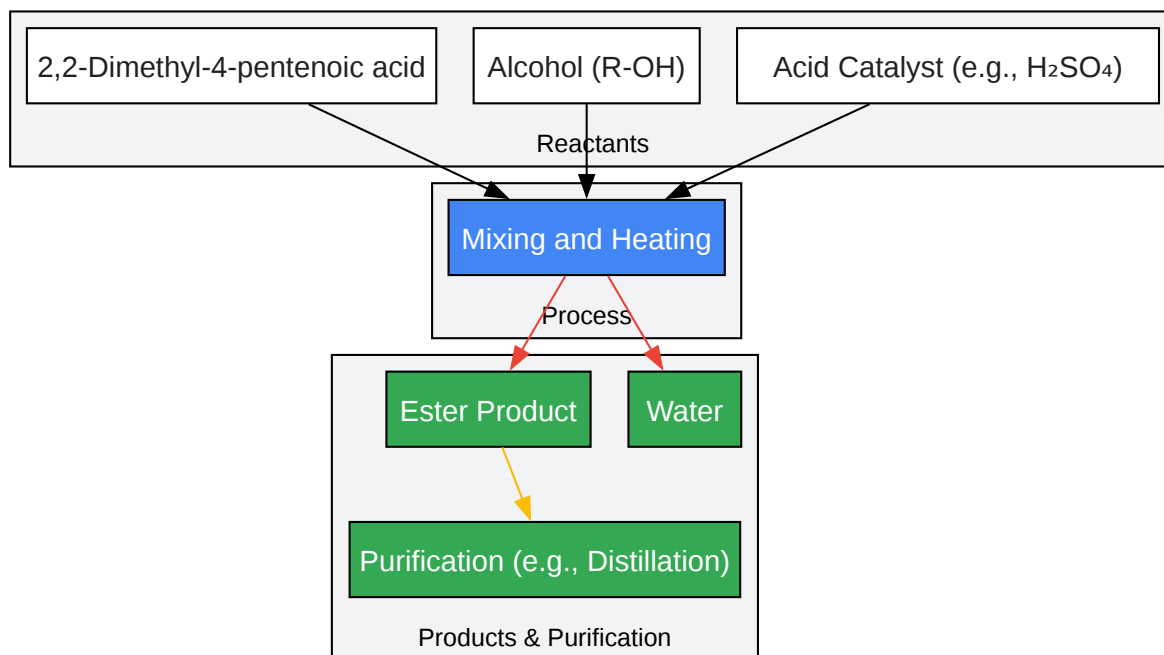 2,2-Dimethyl-4-pentenoic acid
Alcohol (R-OH)
Acid Catalyst (e.g., H₂SO₄)
Reactants
Mixing and Heating
Process
Ester Product
Water
Purification (e.g., Distillation)
Products & Purification